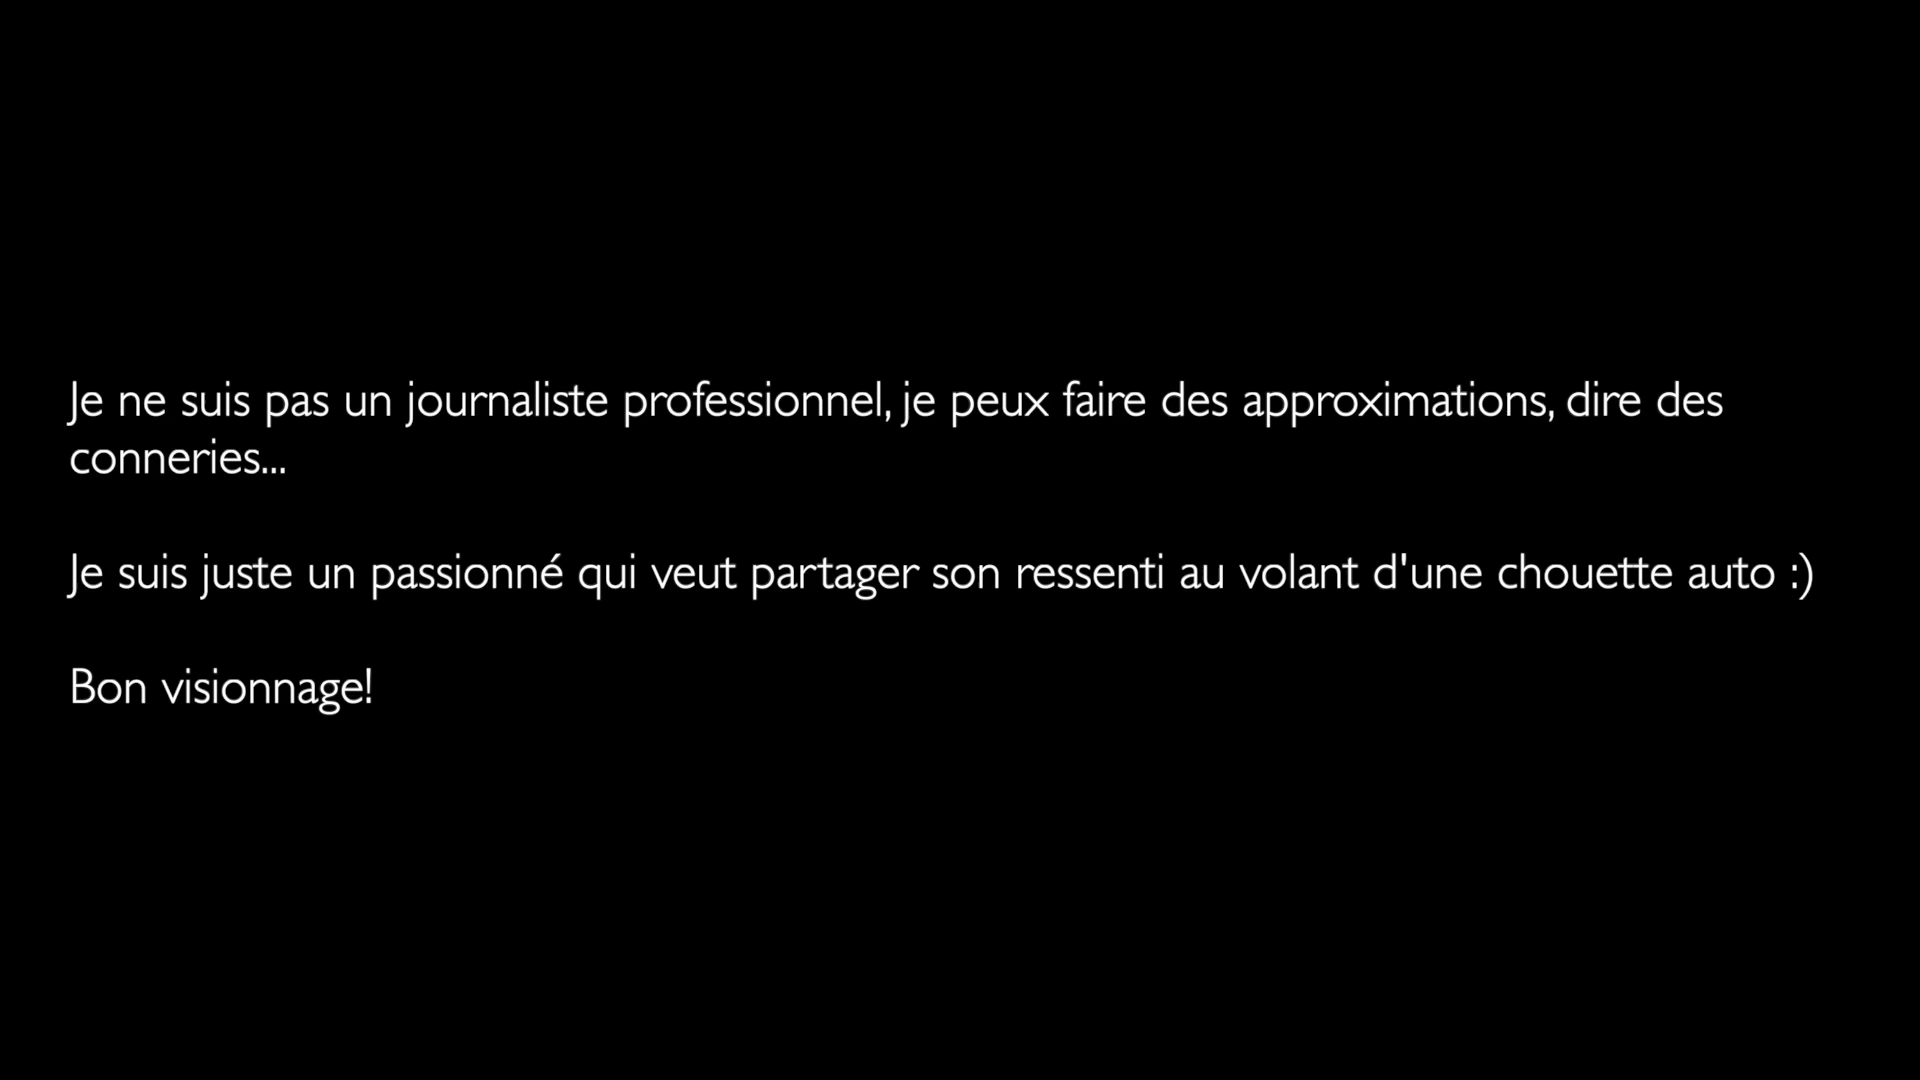 Je ne suis pas un journaliste professionnel, je peux faire des approximations, dire des
conneries...
Je suis juste un passionné qui veut partager son ressenti au volant d'une chouette auto :)
Bon visionnage!